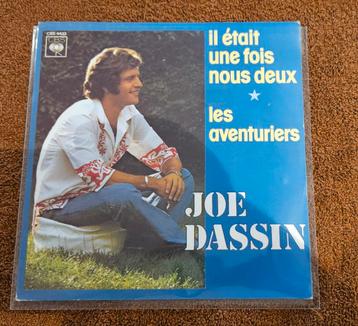 CBS
il était
une fois
nous deux
★
les
aventuriers
JOE
DASSIN